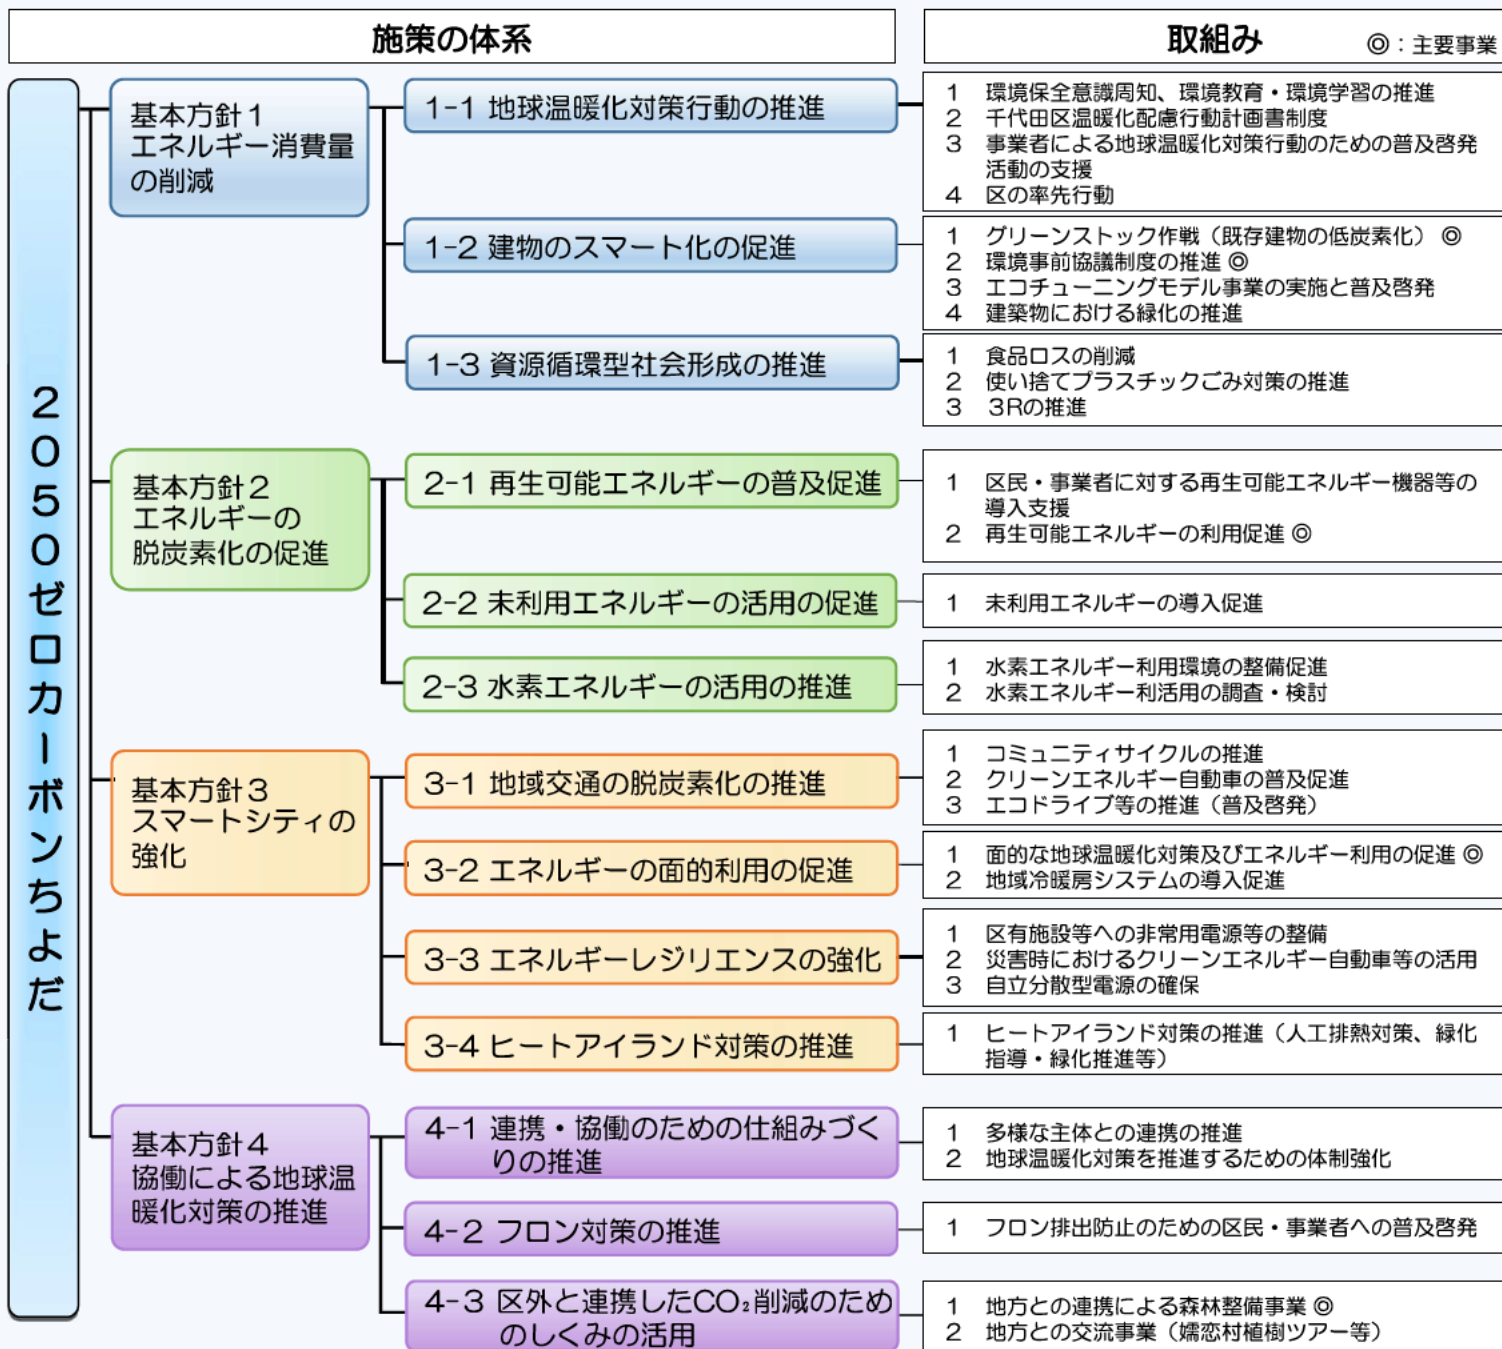 施策の体系
取組み ◎：主要事業
2050ゼロカーボンちよだ
基本方針1
エネルギー消費量
の削減
1-1 地球温暖化対策行動の推進
1 環境保全意識周知、環境教育・環境学習の推進
2 千代田区温暖化配慮行動計画書制度
3 事業者による地球温暖化対策行動のための普及啓発
活動の支援
4 区の率先行動
1-2 建物のスマート化の促進
1 グリーンストック作戦（既存建物の低炭素化）◎
2 環境事前協議制度の推進 ◎
3 エコチューニングモデル事業の実施と普及啓発
4 建築物における緑化の推進
1-3 資源循環型社会形成の推進
1 食品ロスの削減
2 使い捨てプラスチックごみ対策の推進
3 3Rの推進
基本方針2
エネルギーの
脱炭素化の促進
2-1 再生可能エネルギーの普及促進
1 区民・事業者に対する再生可能エネルギー機器等の
導入支援
2 再生可能エネルギーの利用促進 ◎
2-2 未利用エネルギーの活用の促進
1 未利用エネルギーの導入促進
2-3 水素エネルギーの活用の推進
1 水素エネルギー利用環境の整備促進
2 水素エネルギー利活用の調査・検討
基本方針3
スマートシティの
強化
3-1 地域交通の脱炭素化の推進
1 コミュニティサイクルの推進
2 クリーンエネルギー自動車の普及促進
3 エコドライブ等の推進（普及啓発）
3-2 エネルギーの面的利用の促進
1 面的な地球温暖化対策及びエネルギー利用の促進 ◎
2 地域冷暖房システムの導入促進
3-3 エネルギーレジリエンスの強化
1 区有施設等への非常用電源等の整備
2 災害時におけるクリーンエネルギー自動車等の活用
3 自立分散型電源の確保
3-4 ヒートアイランド対策の推進
1 ヒートアイランド対策の推進（人工排熱対策、緑化
指導・緑化推進等）
基本方針4
協働による地球温
暖化対策の推進
4-1 連携・協働のための仕組みづく
りの推進
1 多様な主体との連携の推進
2 地球温暖化対策を推進するための体制強化
4-2 フロン対策の推進
1 フロン排出防止のための区民・事業者への普及啓発
4-3 区外と連携したCO₂削減のため
のしくみの活用
1 地方との連携による森林整備事業 ◎
2 地方との交流事業（嬬恋村植樹ツアー等）